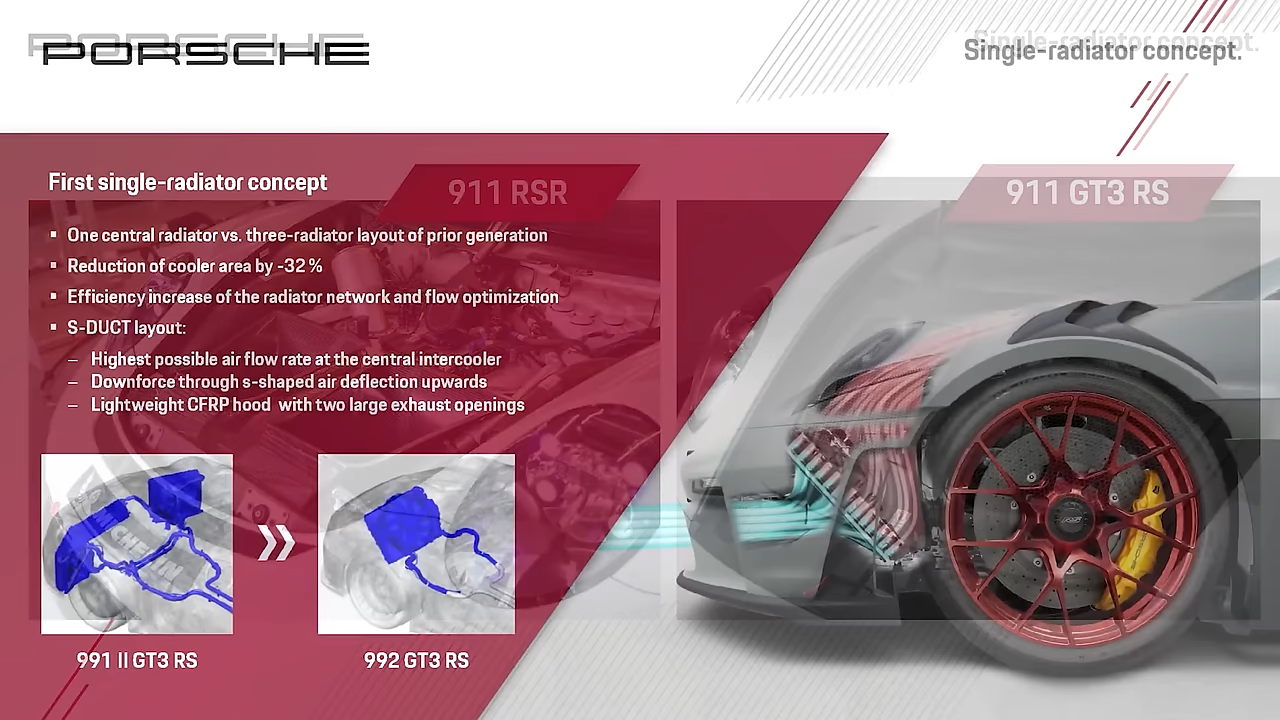 PORSCHE
Single-radiator concept.
Single-radiator concept.
First single-radiator concept
911 RSR
911 GT3 RS
▪ One central radiator vs. three-radiator layout of prior generation
▪ Reduction of cooler area by -32 %
▪ Efficiency increase of the radiator network and flow optimization
▪ S-DUCT layout:
– Highest possible air flow rate at the central intercooler
– Downforce through s-shaped air deflection upwards
– Lightweight CFRP hood with two large exhaust openings
991 II GT3 RS
992 GT3 RS